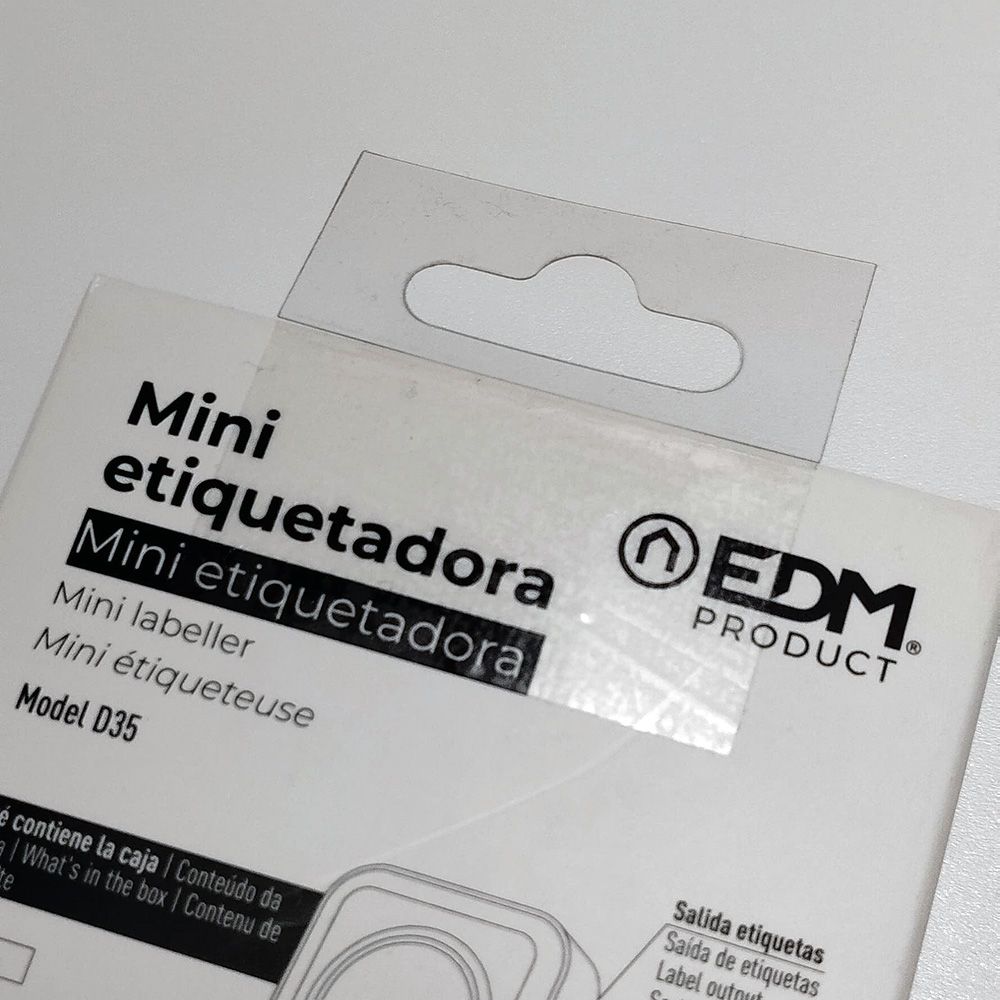 Mini
etiquetadora
Mini etiquetadora
Mini labeller
Mini étiqueteuse
Model D35
EDM
PRODUCT®
é contiene la caja | Conteúdo da
a | What's in the box | Contenu de
te
Salida etiquetas
Saída de etiquetas
Label output